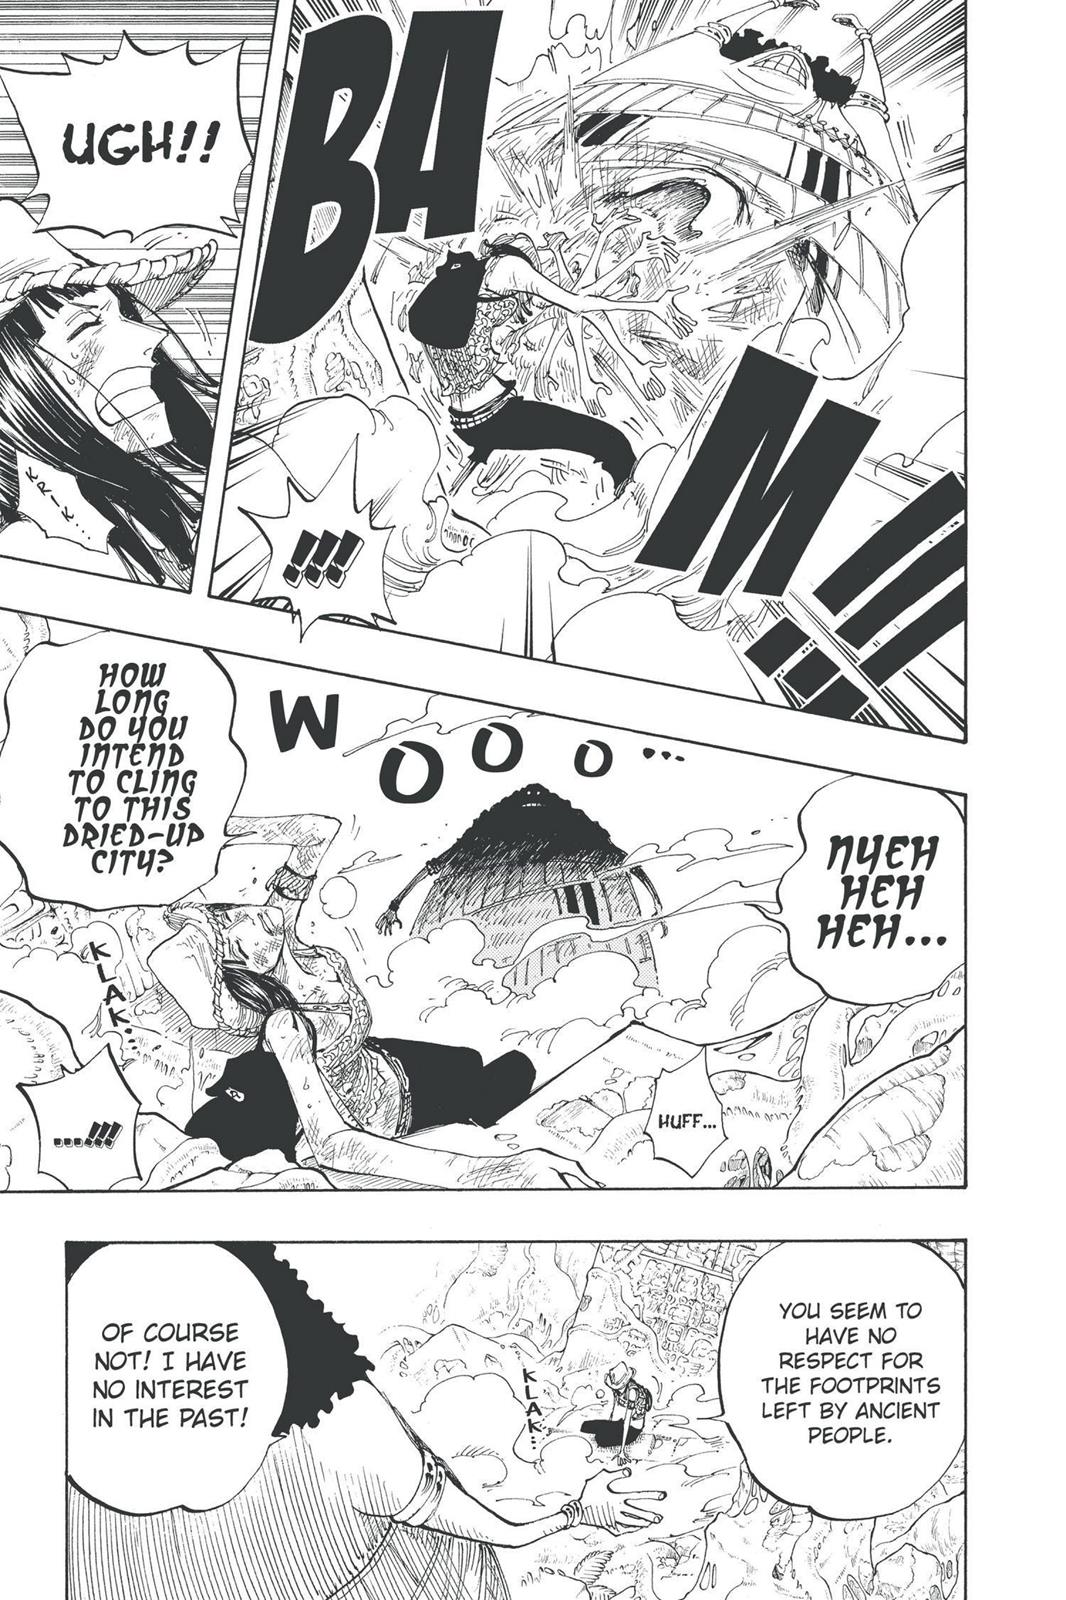 BA
M!!!
!!!!
UGH!!
KRIK...
NYEH
HEH
HEH...
WOOO...
HOW
LONG
DO YOU
INTEND
TO CLING
TO THIS
DRIED-UP
CITY?
KLAK...
HUFF...
....!!!!
YOU SEEM TO
HAVE NO
RESPECT FOR
THE FOOTPRINTS
LEFT BY ANCIENT
PEOPLE.
KLAK...
OF COURSE
NOT! I HAVE
NO INTEREST
IN THE PAST!